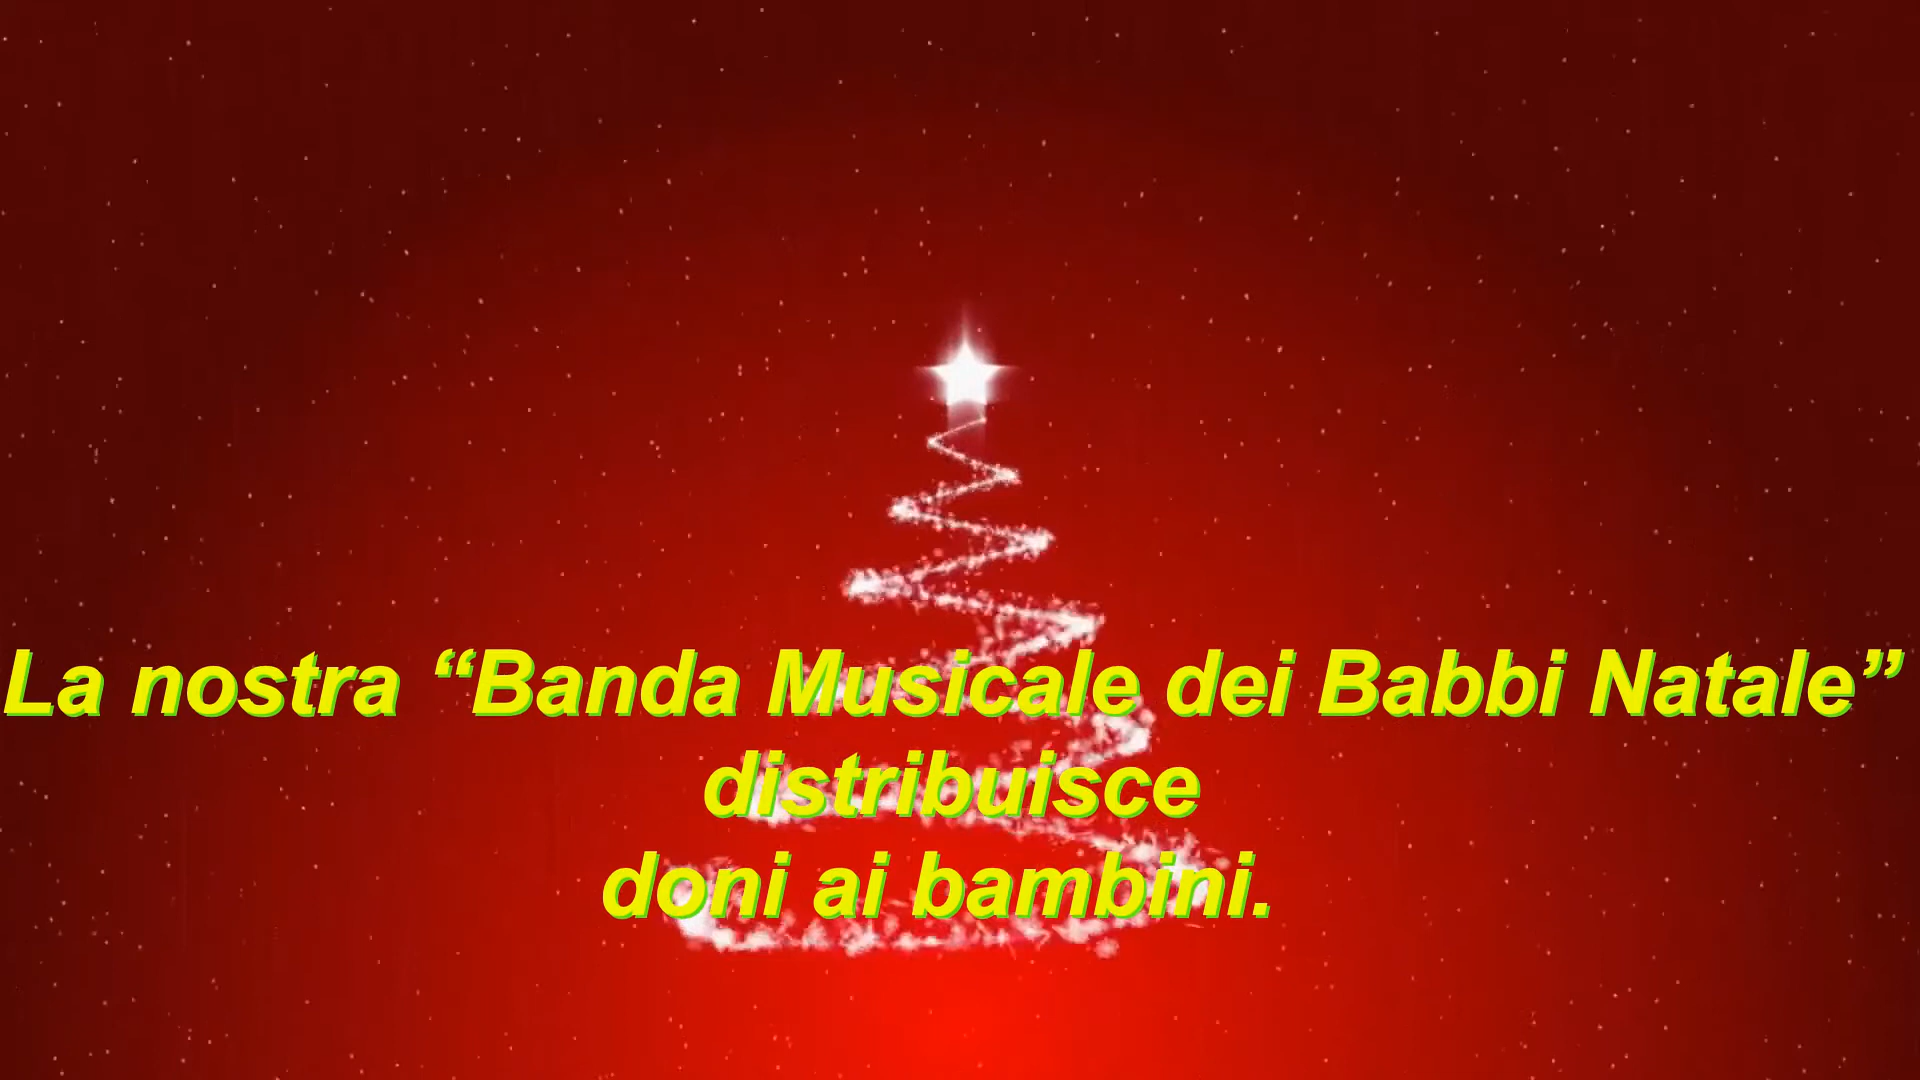 La nostra “Banda Musicale dei Babbi Natale”
distribuisce
doni ai bambini.